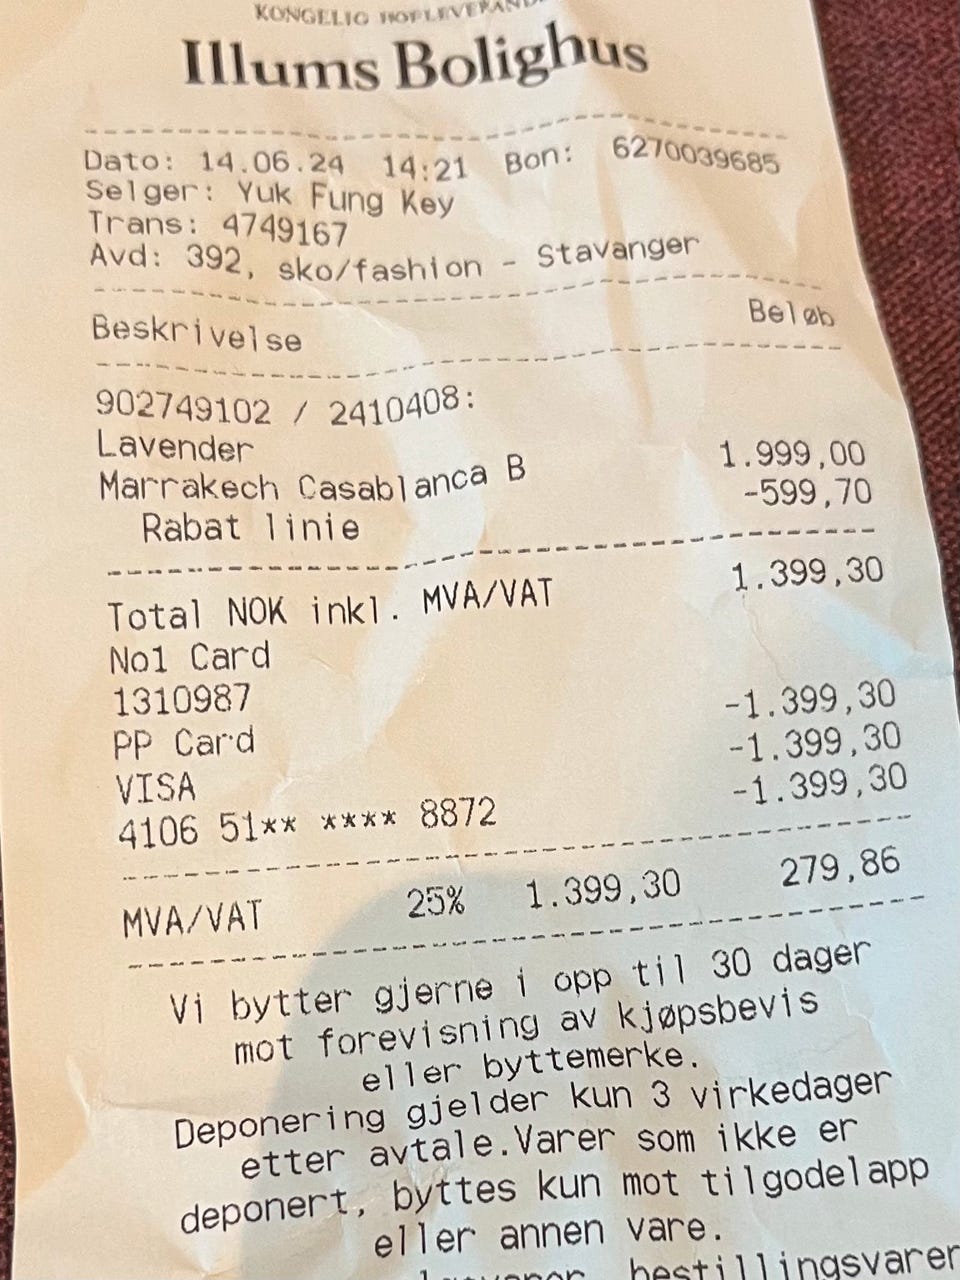 KONGELIG HOFLEVERAND
Illums Bolighus
Dato: 14.06.24 14:21 Bon: 6270039685
Selger: Yuk Fung Key
Trans: 4749167
Avd: 392, sko/fashion - Stavanger
Beskrivelse Beløb
902749102 / 2410408:
Lavender 1.999,00
Marrakech Casablanca B -599,70
Rabat linie
Total NOK inkl. MVA/VAT 1.399,30
No1 Card
1310987 -1.399,30
PP Card -1.399,30
VISA -1.399,30
4106 51** **** 8872
MVA/VAT 25% 1.399,30 279,86
Vi bytter gjerne i opp til 30 dager
mot forevisning av kjøpsbevis
eller byttemerke.
Deponering gjelder kun 3 virkedager
etter avtale.Varer som ikke er
deponert, byttes kun mot tilgodelapp
eller annen vare.
bestillingsvarer